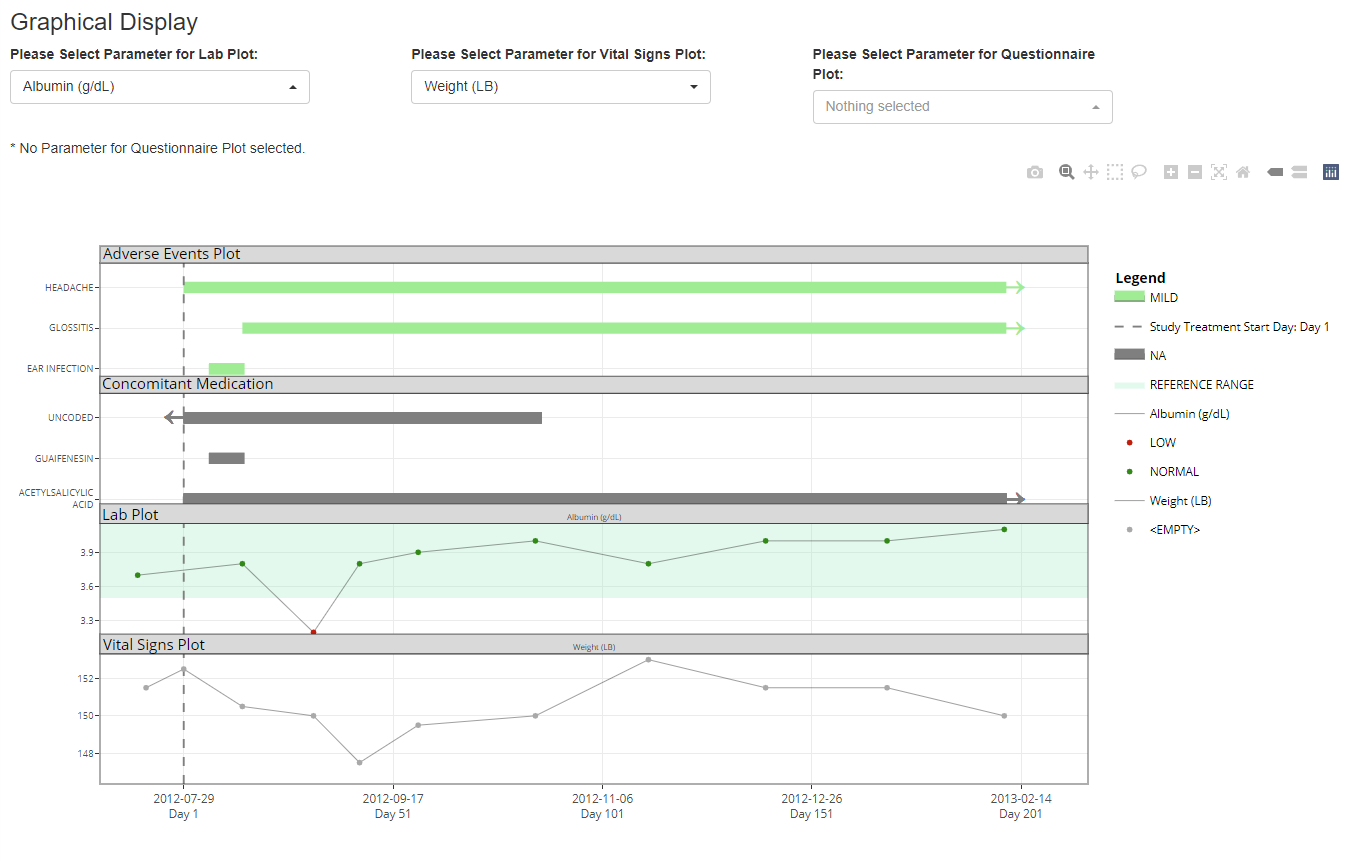 Graphical Display
Please Select Parameter for Lab Plot:
Albumin (g/dL)
Please Select Parameter for Vital Signs Plot:
Weight (LB)
Please Select Parameter for Questionnaire
Plot:
Nothing selected
* No Parameter for Questionnaire Plot selected.
Adverse Events Plot
HEADACHE
GLOSSITIS
EAR INFECTION
Concomitant Medication
UNCODED
GUAIFENESIN
ACETYLSALICYLIC
ACID
Lab Plot
Albumin (g/dL)
3.9
3.6
3.3
Vital Signs Plot
Weight (LB)
152
150
148
2012-07-29
Day 1
2012-09-17
Day 51
2012-11-06
Day 101
2012-12-26
Day 151
2013-02-14
Day 201
Legend
MILD
Study Treatment Start Day: Day 1
NA
REFERENCE RANGE
Albumin (g/dL)
LOW
NORMAL
Weight (LB)
&lt;EMPTY&gt;